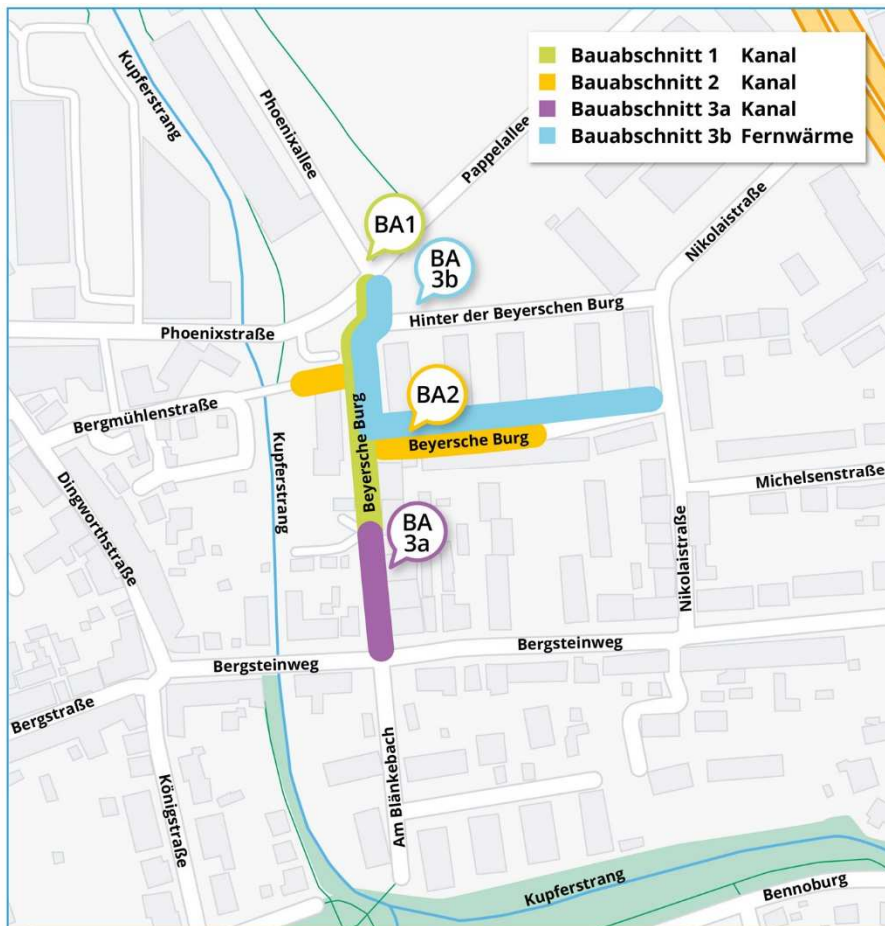 Bauabschnitt 1 Kanal
Bauabschnitt 2 Kanal
Bauabschnitt 3a Kanal
Bauabschnitt 3b Fernwärme
Kupferstrang
Phoenixallee
Pappelallee
Nikolaistraße
BA1
BA
3b
Hinter der Beyerschen Burg
Phoenixstraße
Bergmühlenstraße
BA2
Beyersche Burg
Beyersche Burg
Kupferstrang
Dingworthstraße
Michelsenstraße
BA
3a
Nikolaistraße
Bergsteinweg
Bergsteinweg
Bergstraße
Königstraße
Am Blänkebach
Kupferstrang
Bennoburg